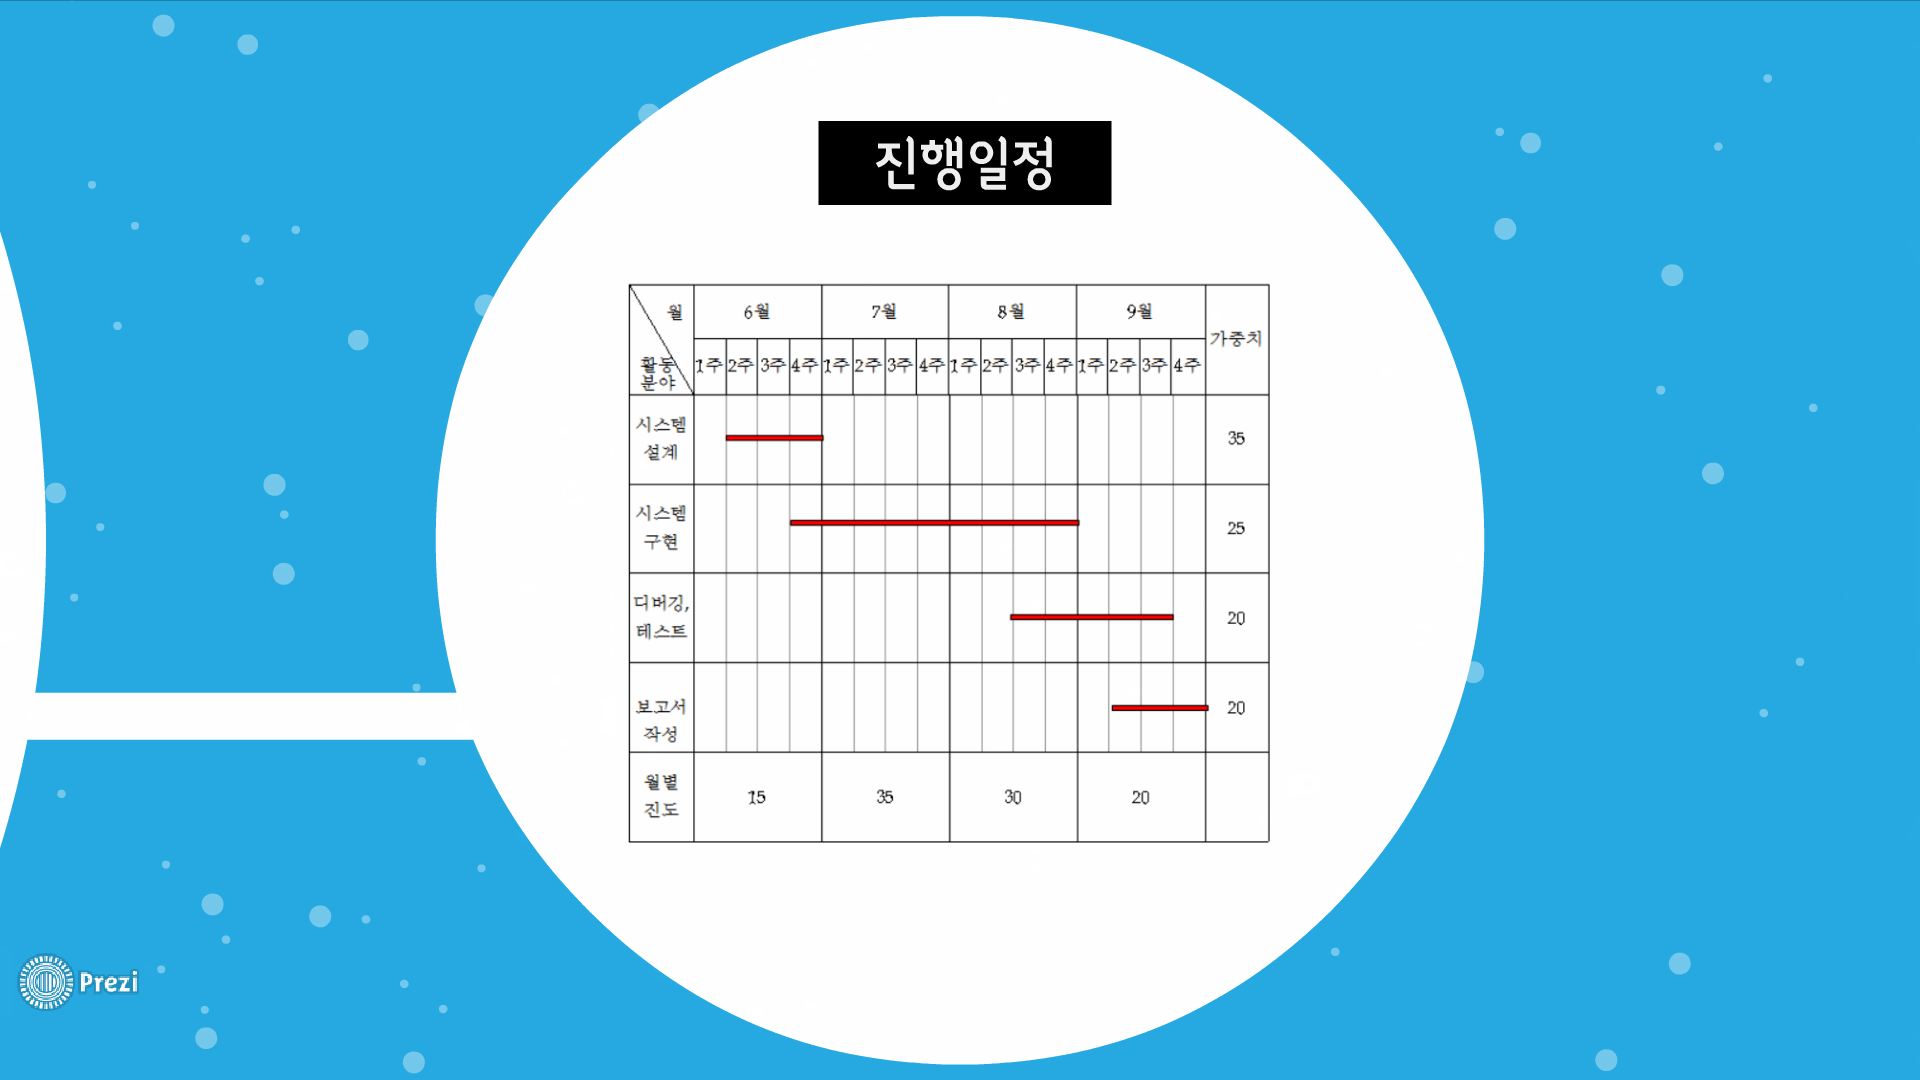 진행일정
월 6월 7월 8월 9월 가중치
활동
분야
1주 2주 3주 4주 1주 2주 3주 4주 1주 2주 3주 4주 1주 2주 3주 4주
시스템
설계
35
시스템
구현
25
디버깅,
테스트
20
보고서
작성
20
월별
진도
15 35 30 20
Prezi